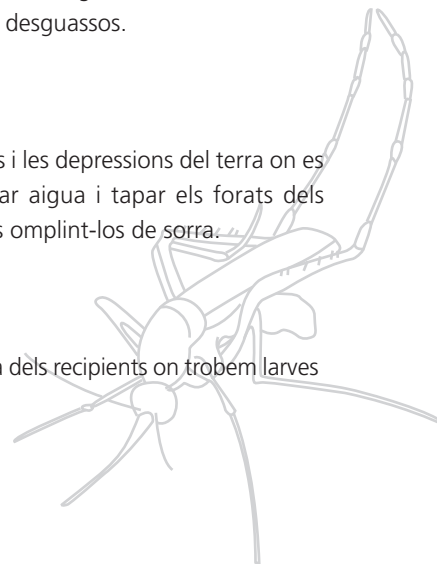 desguassos.
s i les depressions del terra on es
ar aigua i tapar els forats dels
s omplint-los de sorra.
a dels recipients on trobem larves